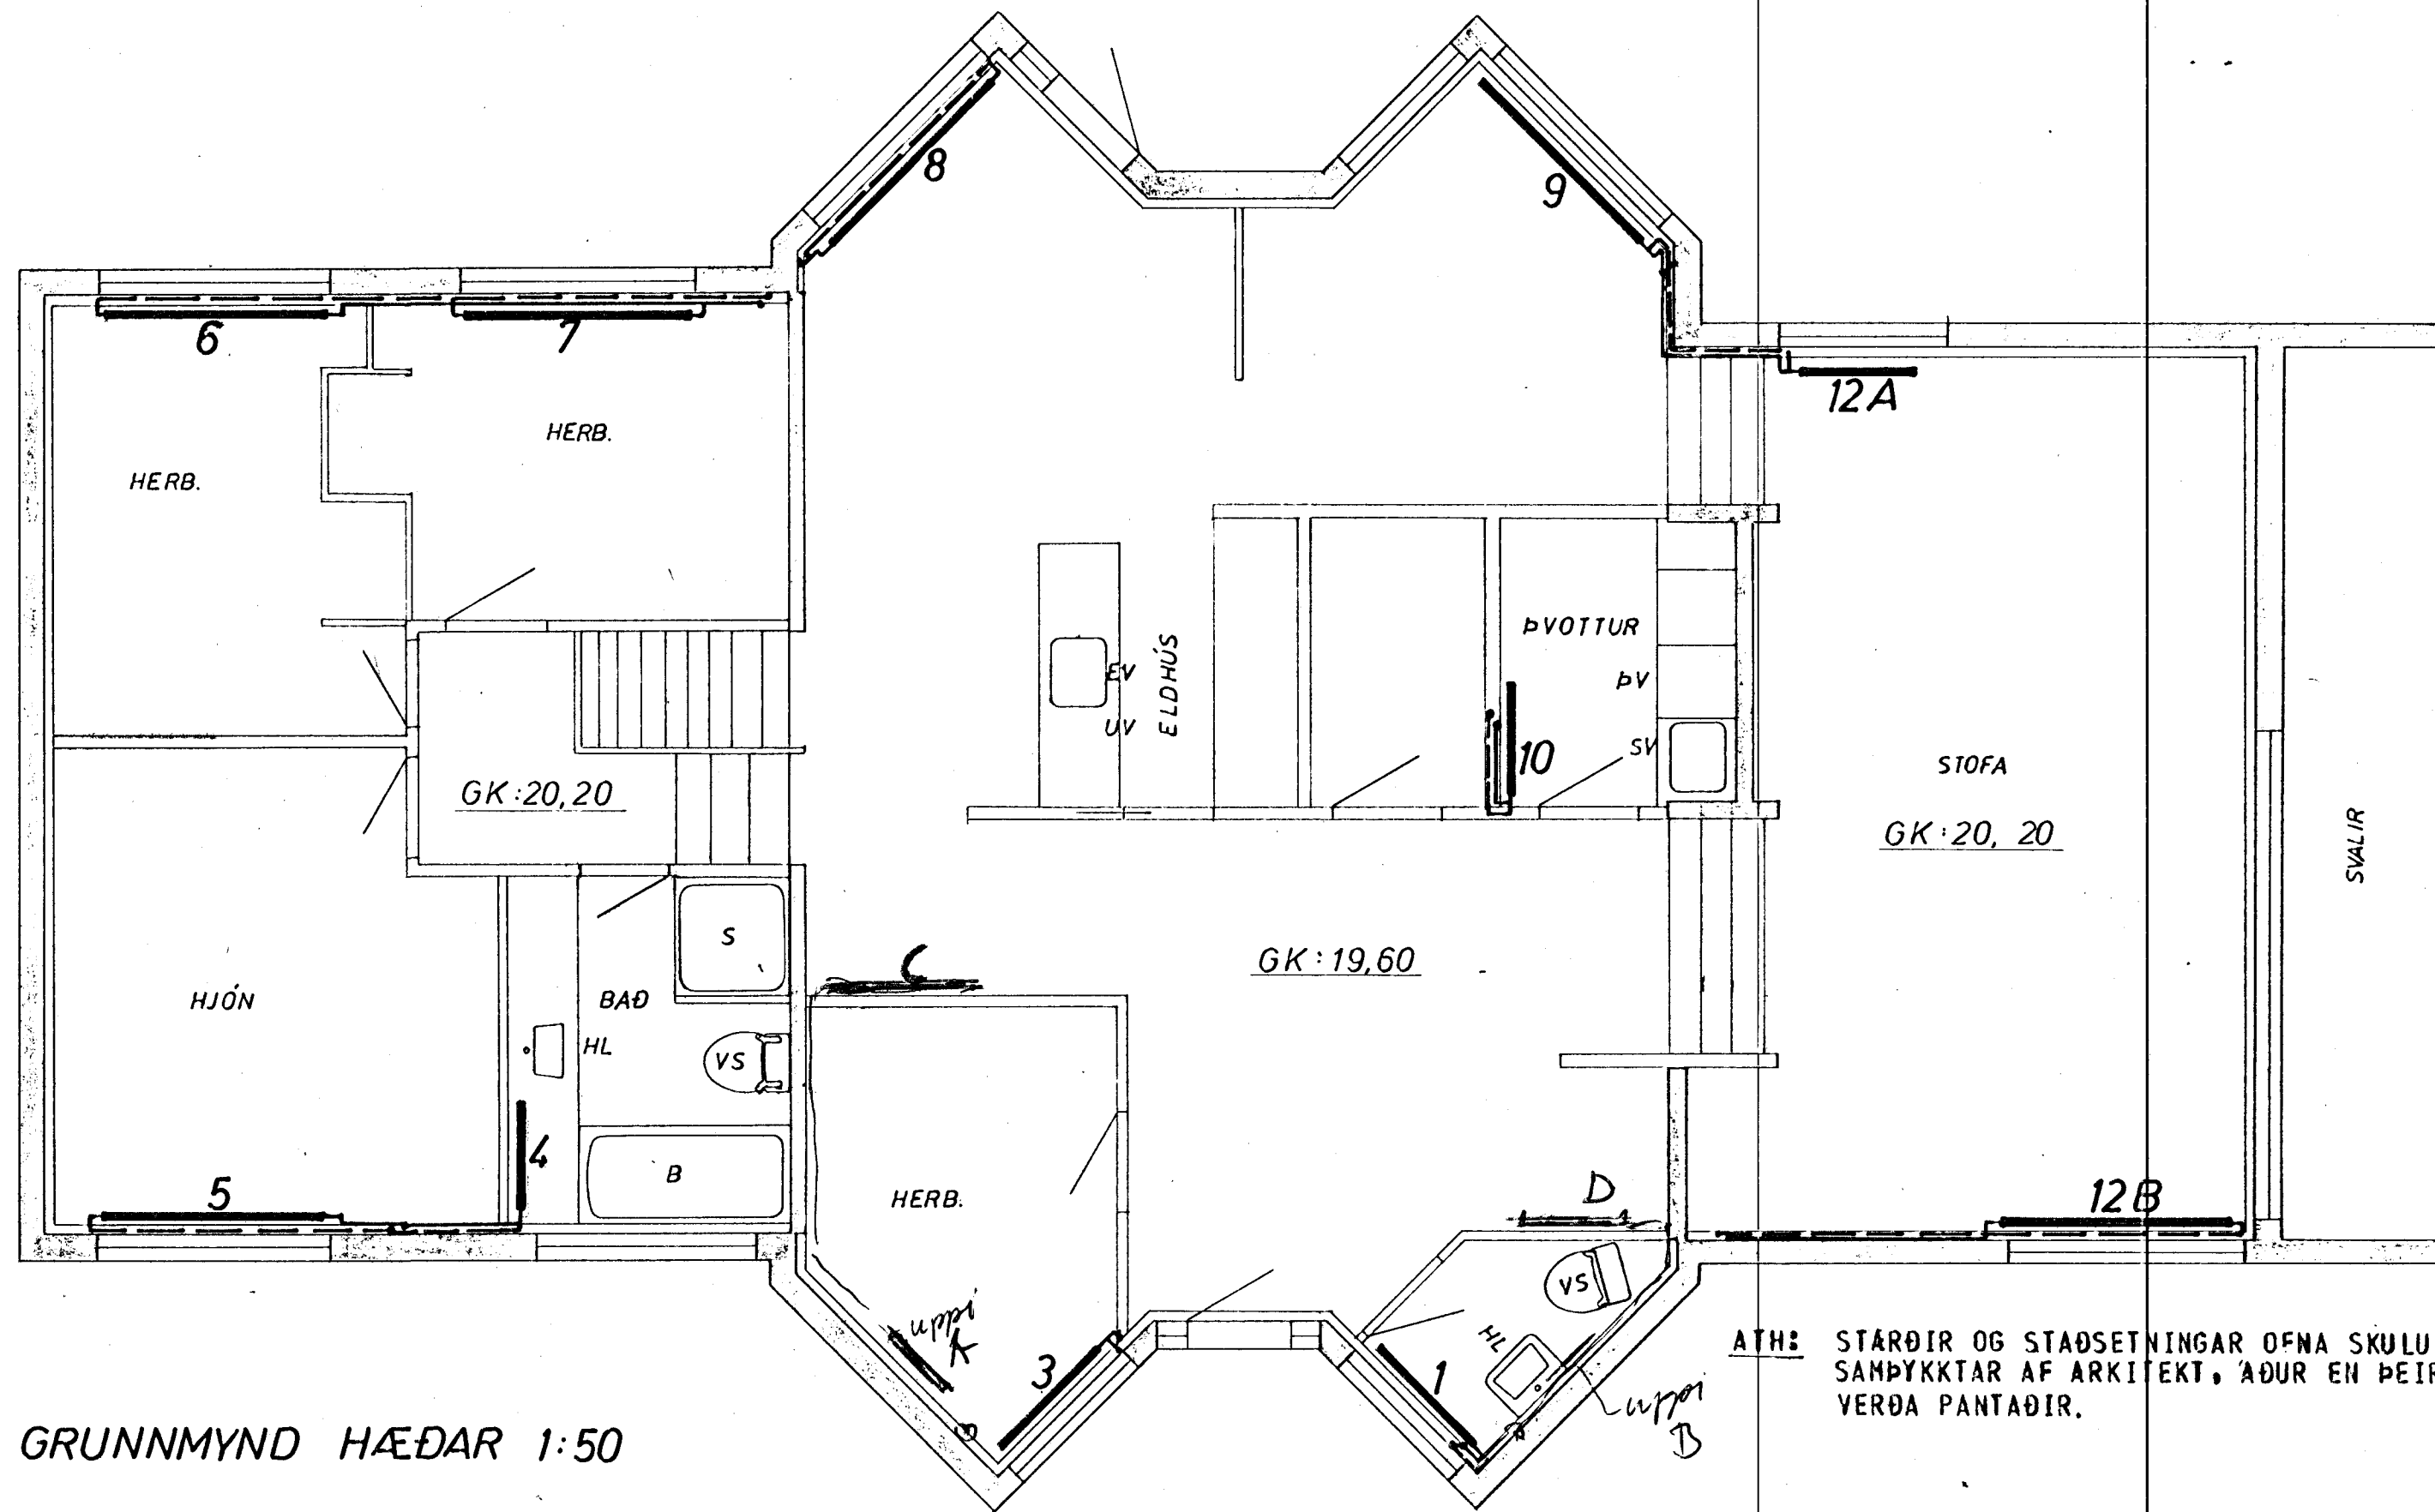 8
9
6
7
12A
HERB.
HERB.
ÞVOTTUR
EV
ELDHÚS
ÞV
UV
SV
10
STOFA
GK:20,20
GK:20, 20
SVALIR
S
C
GK:19,60
HJÓN
BAÐ
HL
VS
4
B
D
5
HERB.
12B
VS
uppi
K
3
HL
1
uppi
B
ATH: STÆRÐIR OG STAÐSETNINGAR OFNA SKULU
SAMÞYKKTAR AF ARKITEKT, AÐUR EN ÞEIR
VERÐA PANTAÐIR.
GRUNNMYND HÆÐAR 1:50